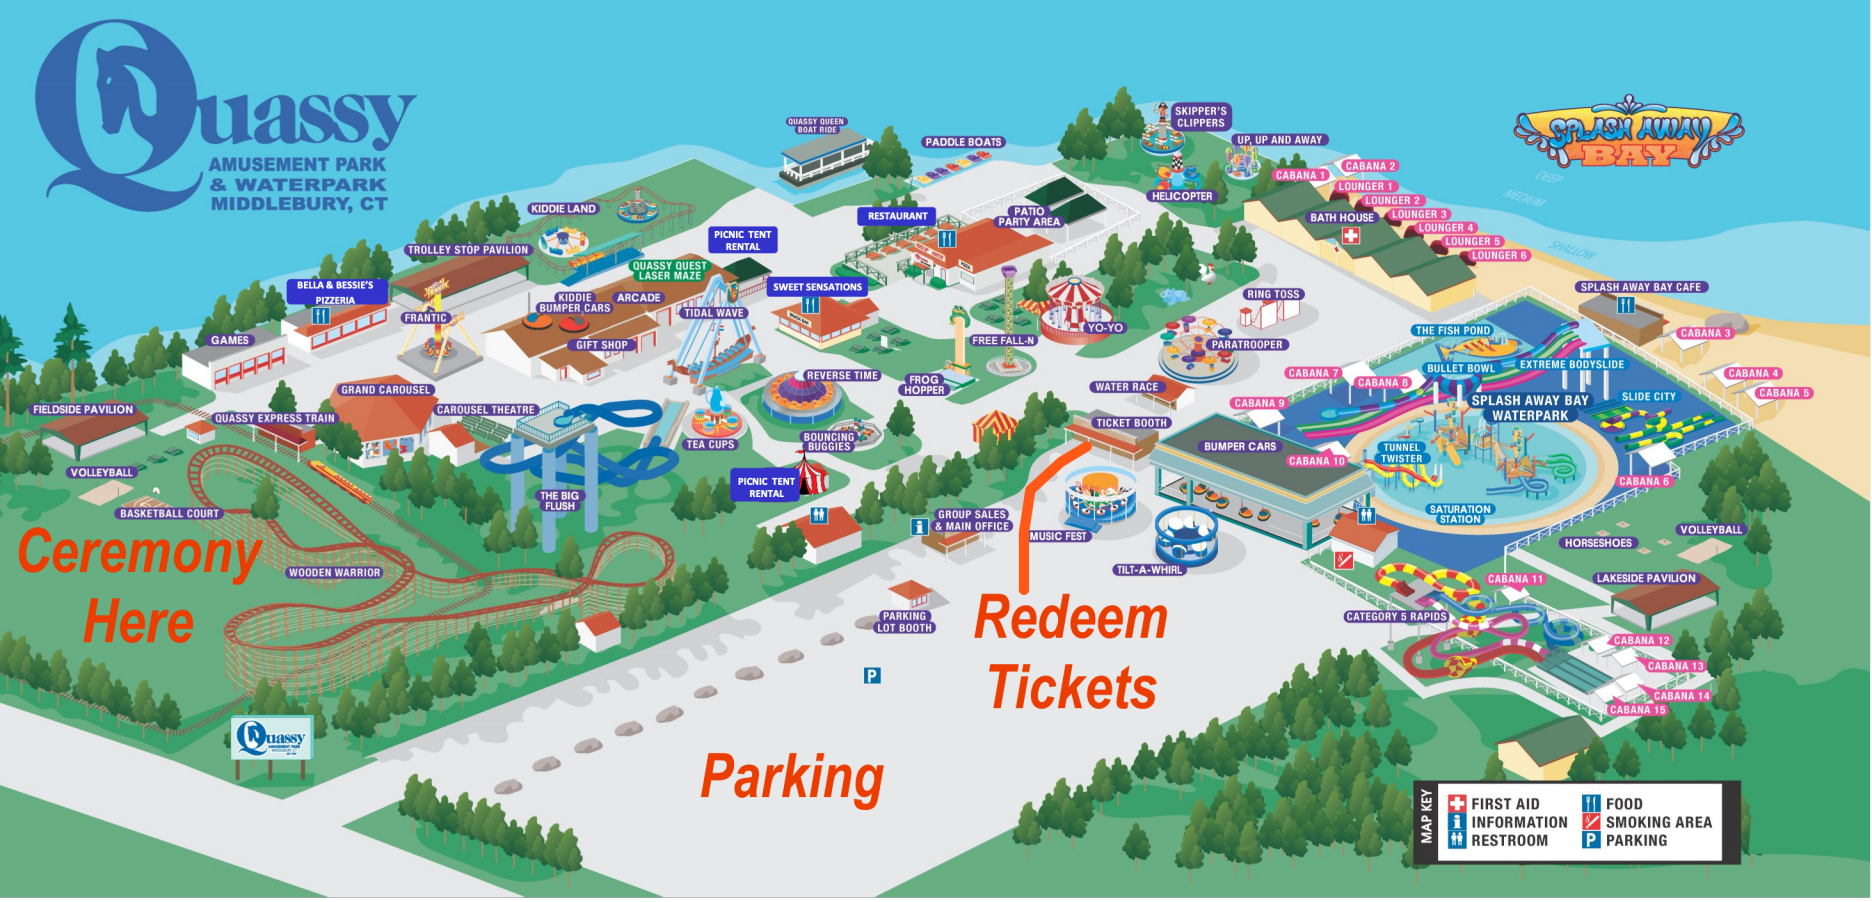 Quassy
AMUSEMENT PARK
& WATERPARK
MIDDLEBURY, CT
SPLASH AWAY
BAY
DEEP
MEDIUM
SHALLOW
QUASSY QUEEN
BOAT RIDE
PADDLE BOATS
SKIPPER'S
CLIPPERS
UP, UP AND AWAY
HELICOPTER
CABANA 1
CABANA 2
LOUNGER 1
LOUNGER 2
LOUNGER 3
LOUNGER 4
LOUNGER 5
LOUNGER 6
BATH HOUSE
KIDDIE LAND
TROLLEY STOP PAVILION
PICNIC TENT
RENTAL
RESTAURANT
PATIO
PARTY AREA
QUASSY QUEST
LASER MAZE
BELLA & BESSIE'S
PIZZERIA
SWEET SENSATIONS
KIDDIE
BUMPER CARS
ARCADE
TIDAL WAVE
FRANTIC
GAMES
GIFT SHOP
FREE FALL-N
YO-YO
RING TOSS
PARATROOPER
SPLASH AWAY BAY CAFE
CABANA 3
THE FISH POND
BULLET BOWL
EXTREME BODYSLIDE
CABANA 4
CABANA 5
CABANA 7
CABANA 8
CABANA 9
SLIDE CITY
SPLASH AWAY BAY
WATERPARK
GRAND CAROUSEL
REVERSE TIME
FROG
HOPPER
WATER RACE
FIELDSIDE PAVILION
QUASSY EXPRESS TRAIN
CAROUSEL THEATRE
TEA CUPS
BOUNCING
BUGGIES
TICKET BOOTH
BUMPER CARS
CABANA 10
TUNNEL
TWISTER
CABANA 6
VOLLEYBALL
PICNIC TENT
RENTAL
BASKETBALL COURT
THE BIG
FLUSH
GROUP SALES
& MAIN OFFICE
MUSIC FEST
SATURATION
STATION
VOLLEYBALL
HORSESHOES
TILT-A-WHIRL
WOODEN WARRIOR
Ceremony
Here
CABANA 11
LAKESIDE PAVILION
PARKING
LOT BOOTH
Redeem
Tickets
CATEGORY 5 RAPIDS
CABANA 12
CABANA 13
CABANA 14
CABANA 15
P
Quassy
Parking
MAP KEY
FIRST AID
INFORMATION
RESTROOM
FOOD
SMOKING AREA
P PARKING